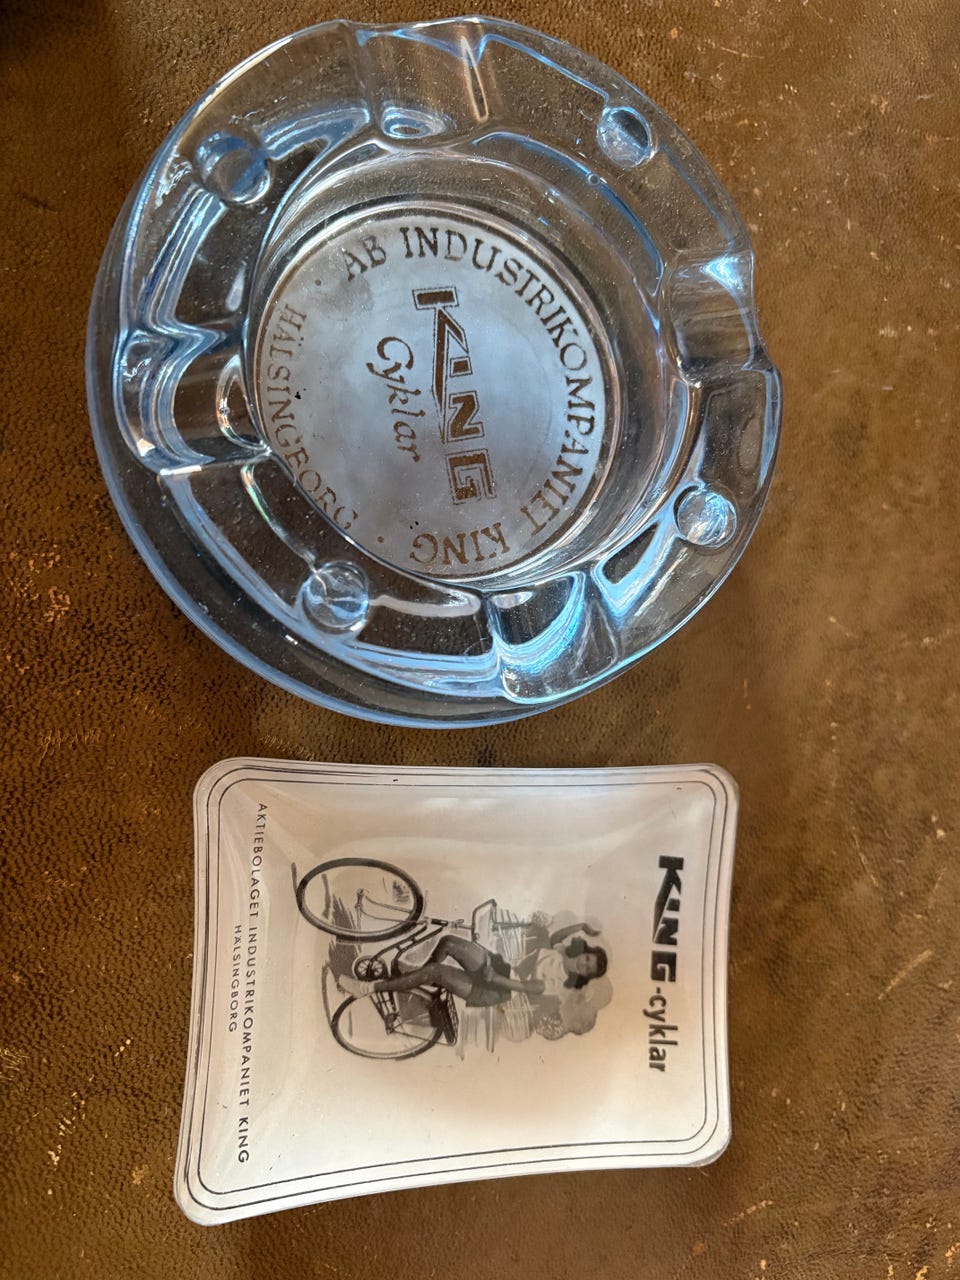 AB INDUSTRIKOMPANIET KING
KING
Cyklar
· HÄLSINGBORG ·
KING-cyklar
AKTIEBOLAGET INDUSTRIKOMPANIET KING
HÄLSINGBORG